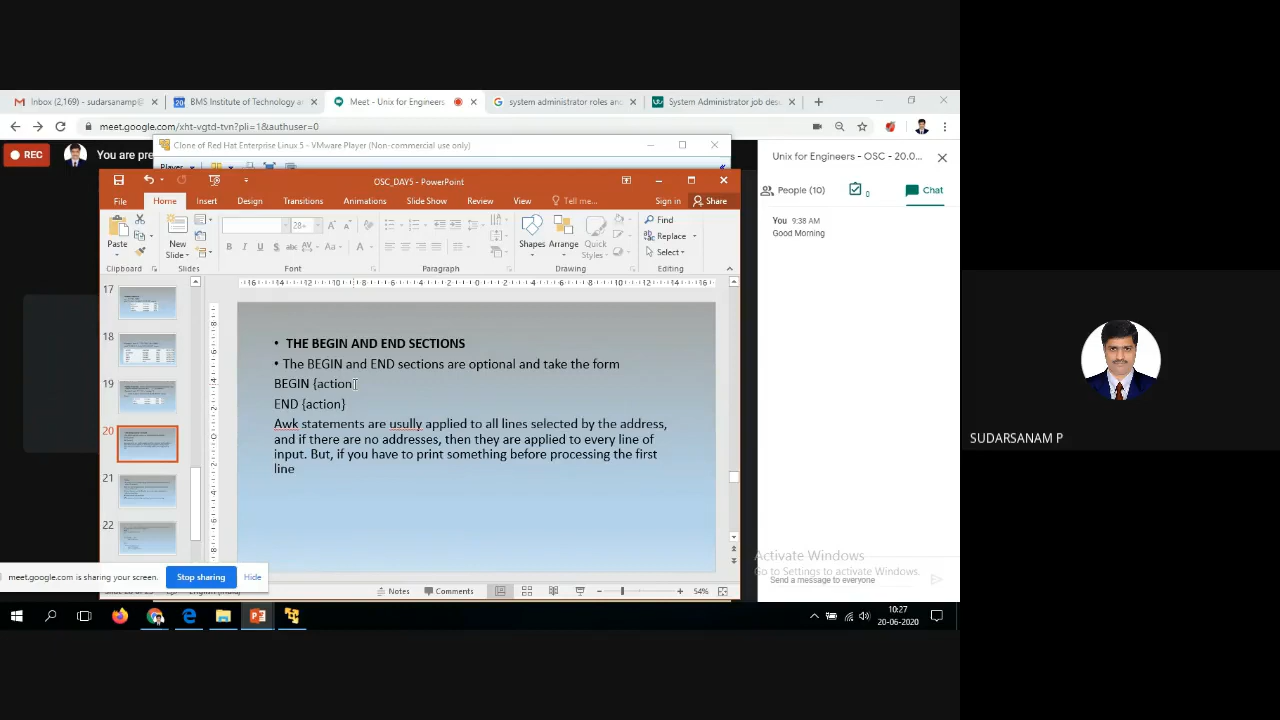 Inbox (2,169) - sudarsanamp@
BMS Institute of Technology a
Meet - Unix for Engineers
system administrator roles and
System Administrator job des
meet.google.com/xht-vgtd-tvn?pli=1&authuser=0
REC
You are pre
Clone of Red Hat Enterprise Linux 5 - VMware Player (Non-commercial use only)
Player
Unix for Engineers - OSC - 20.0...
People (10)
0
Chat
You 9:38 AM
Good Morning
OSC_DAY5 - PowerPoint
File Home Insert Design Transitions Animations Slide Show Review View Tell me... Sign in Share
Paste
New
Slide
28+
B I U S abc AV Aa A
Shapes Arrange Quick
Styles
Find
Replace
Select
Clipboard Slides Font Paragraph Drawing Editing
17
18
19
20
21
22
• THE BEGIN AND END SECTIONS
• The BEGIN and END sections are optional and take the form
BEGIN {action
END {action}
Awk statements are usully applied to all lines selected by the address,
and if there are no addresses, then they are applied to every line of
input. But, if you have to print something before processing the first
line
SUDARSANAM P
Activate Windows
Go to Settings to activate Windows.
Send a message to everyone
meet.google.com is sharing your screen.
Stop sharing
Hide
Notes
Comments
54%
10:27
20-06-2020